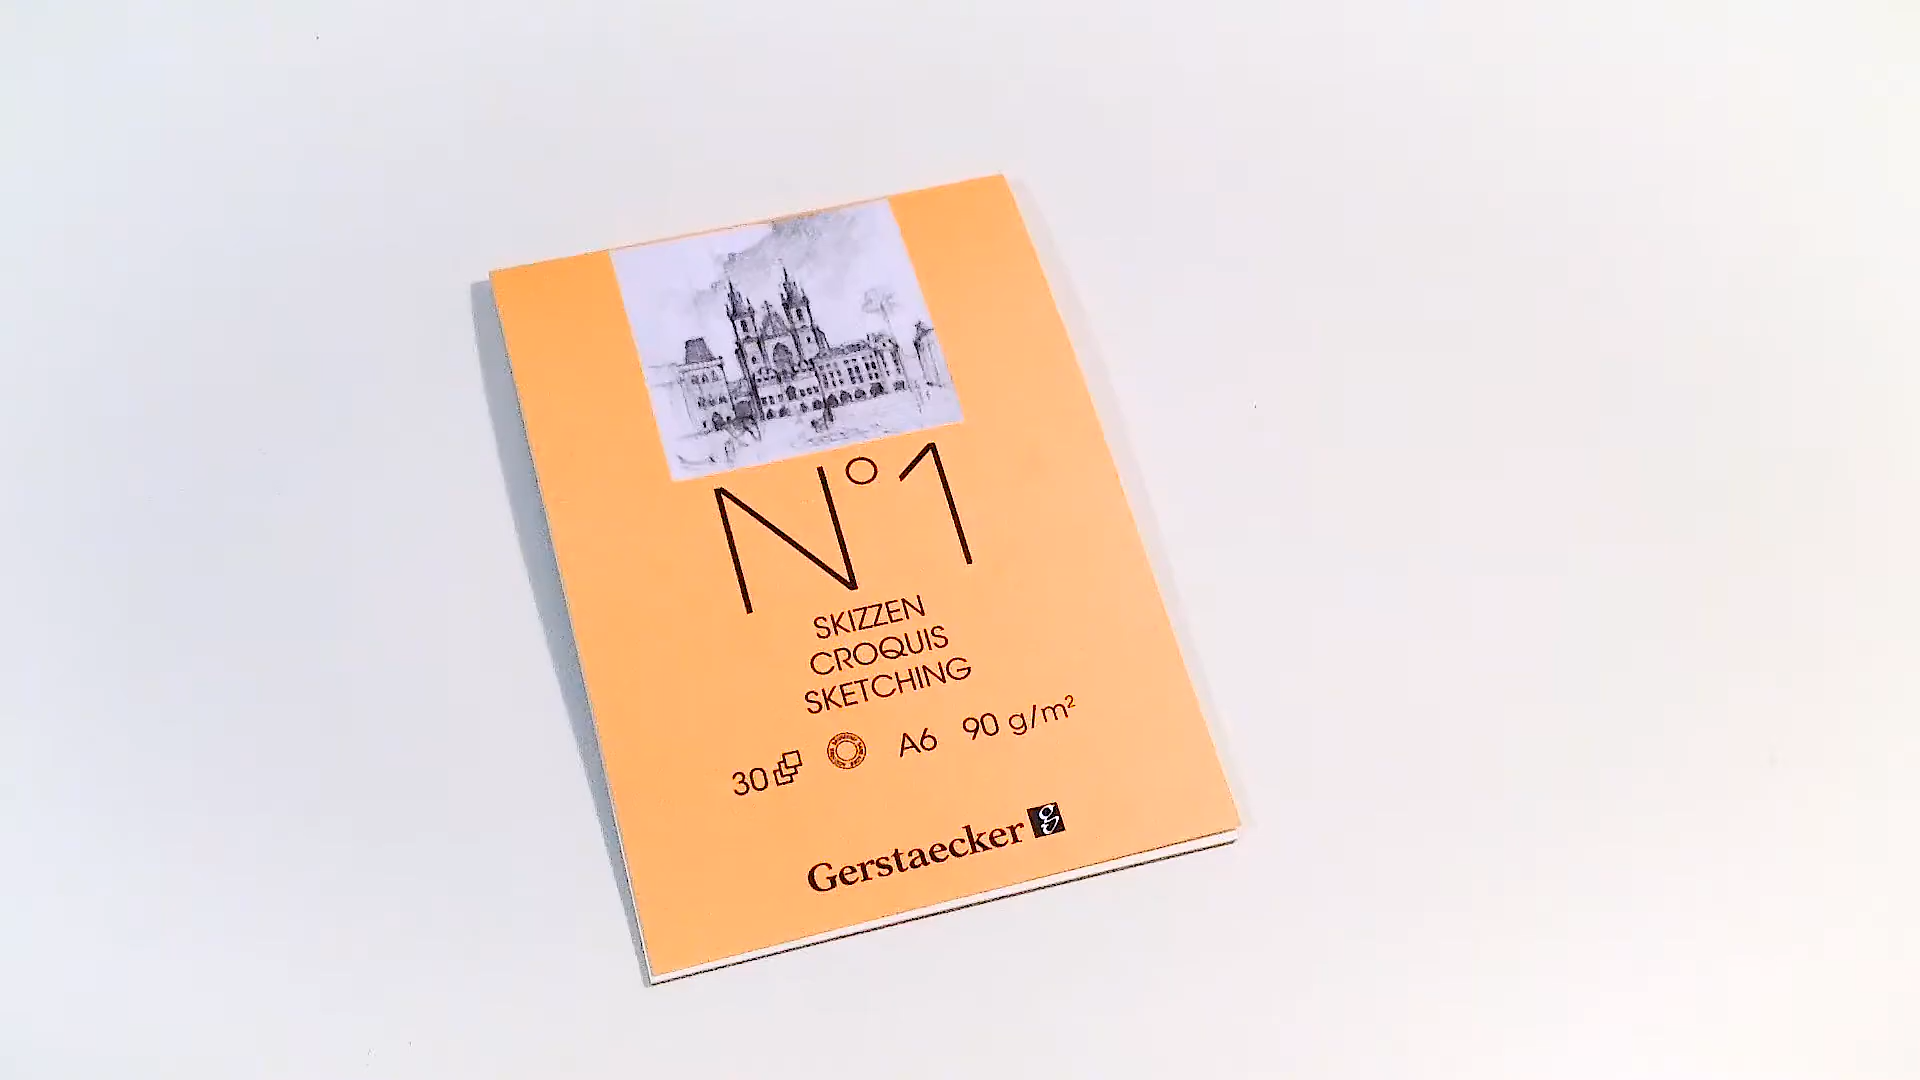 N°1
SKIZZEN
CROQUIS
SKETCHING
30 A6 90 g/m²
Gerstaecker g